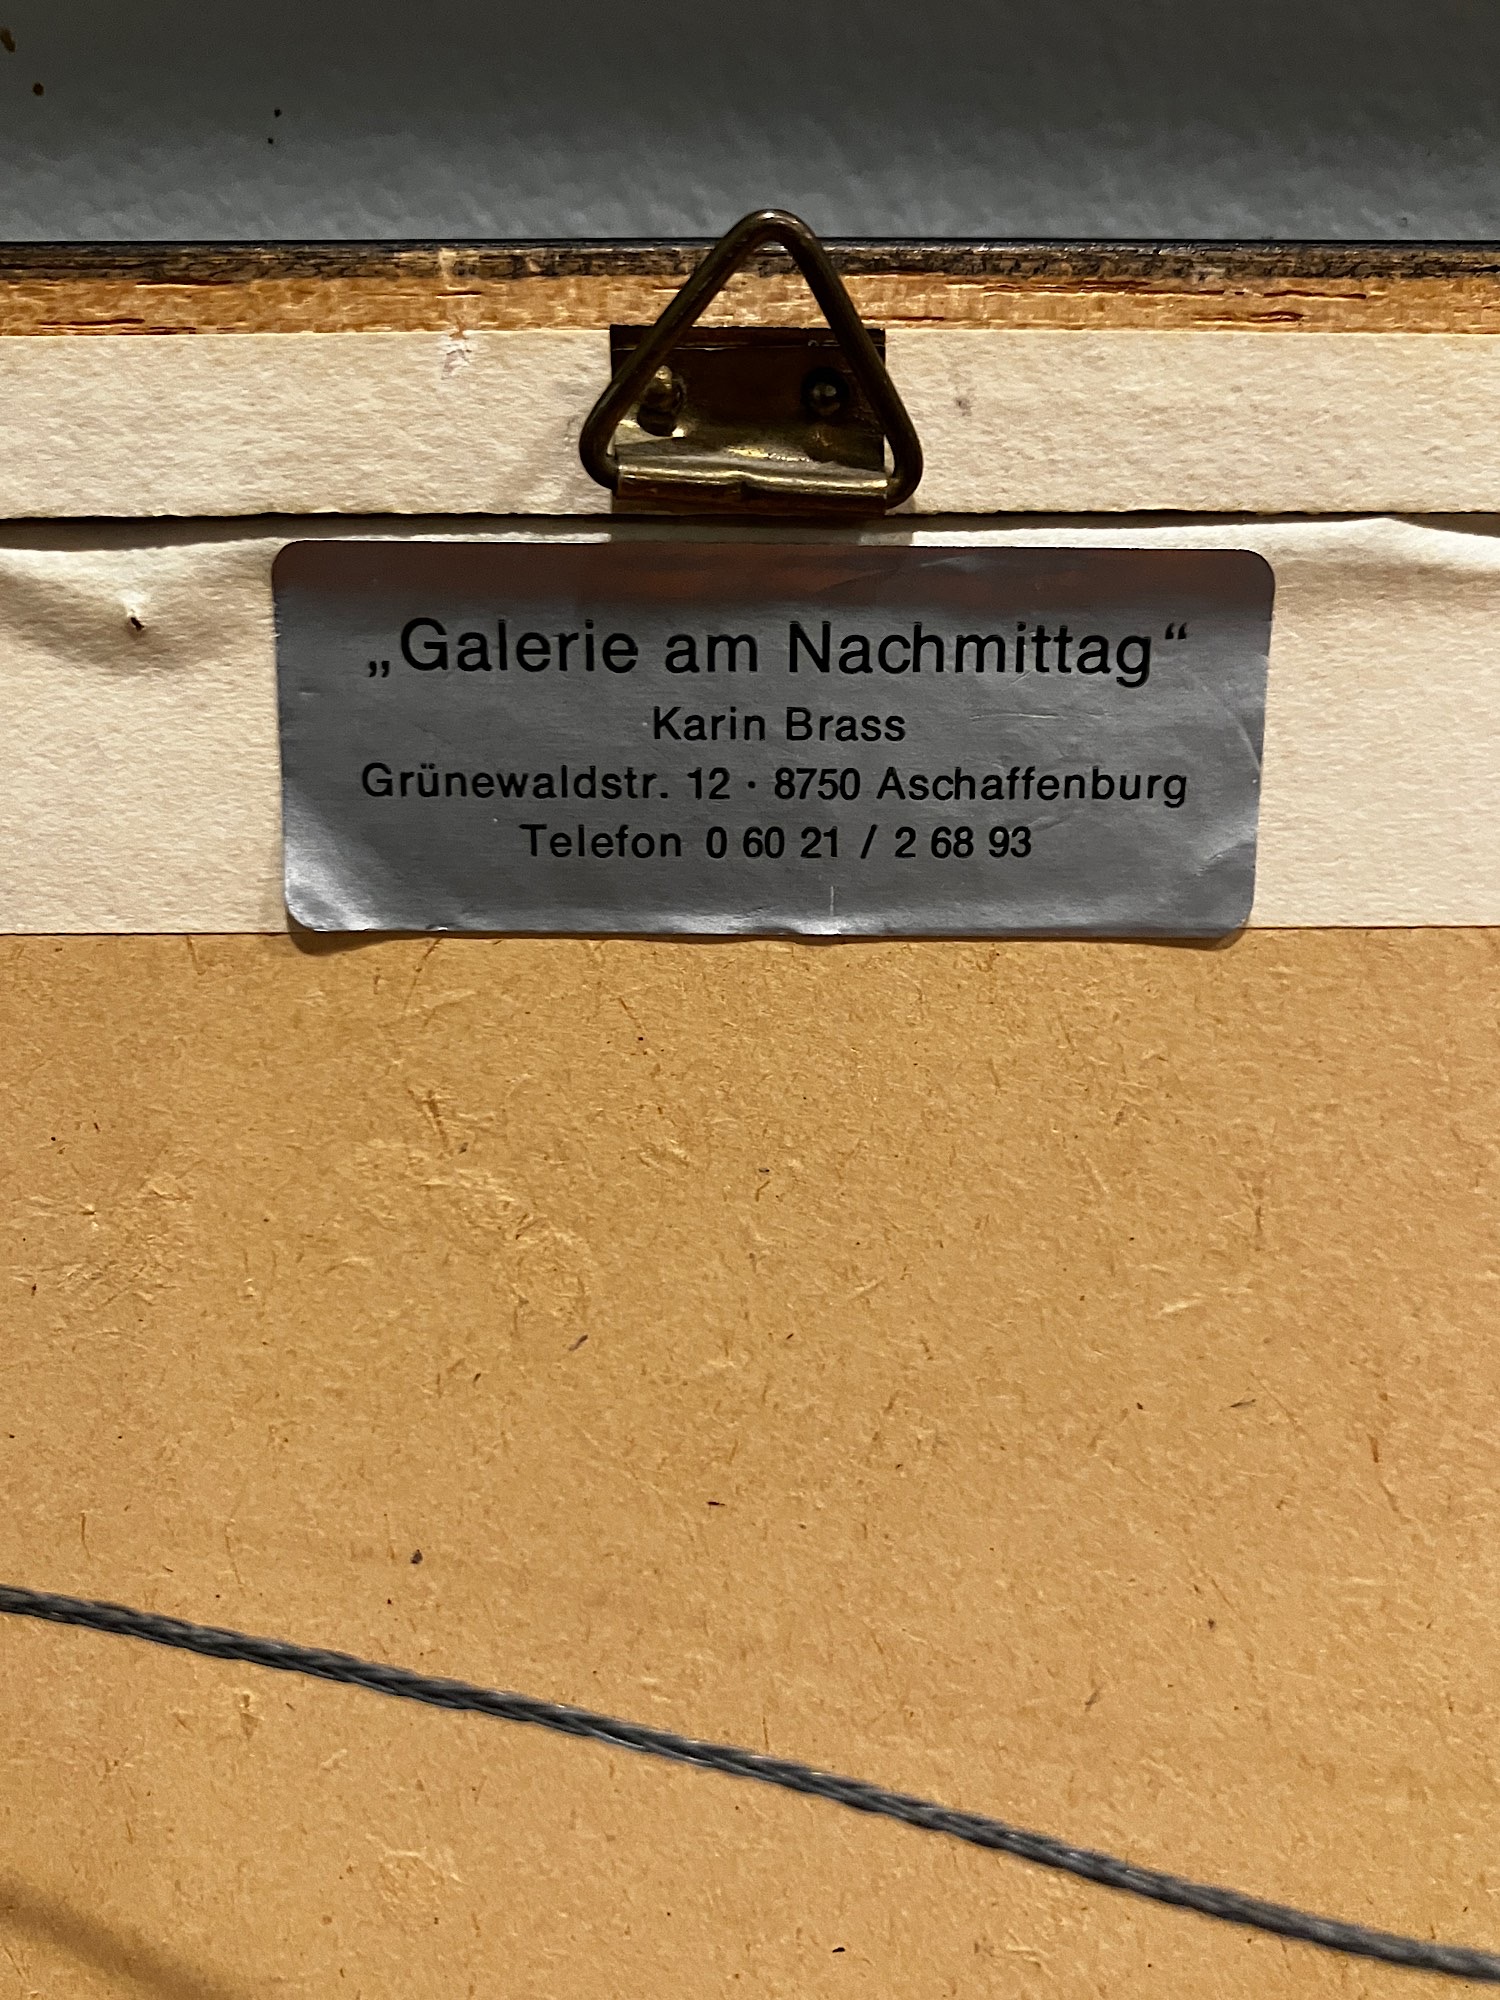 „Galerie am Nachmittag“
Karin Brass
Grünewaldstr. 12 · 8750 Aschaffenburg
Telefon 0 60 21 / 2 68 93